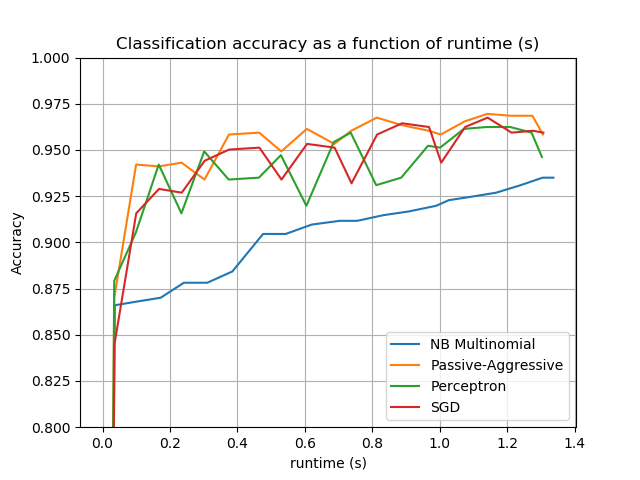 Classification accuracy as a function of runtime (s)
1.000
0.975
0.950
0.925
0.900
0.875
0.850
0.825
0.800
Accuracy
NB Multinomial
Passive-Aggressive
Perceptron
SGD
0.0 0.2 0.4 0.6 0.8 1.0 1.2 1.4
runtime (s)